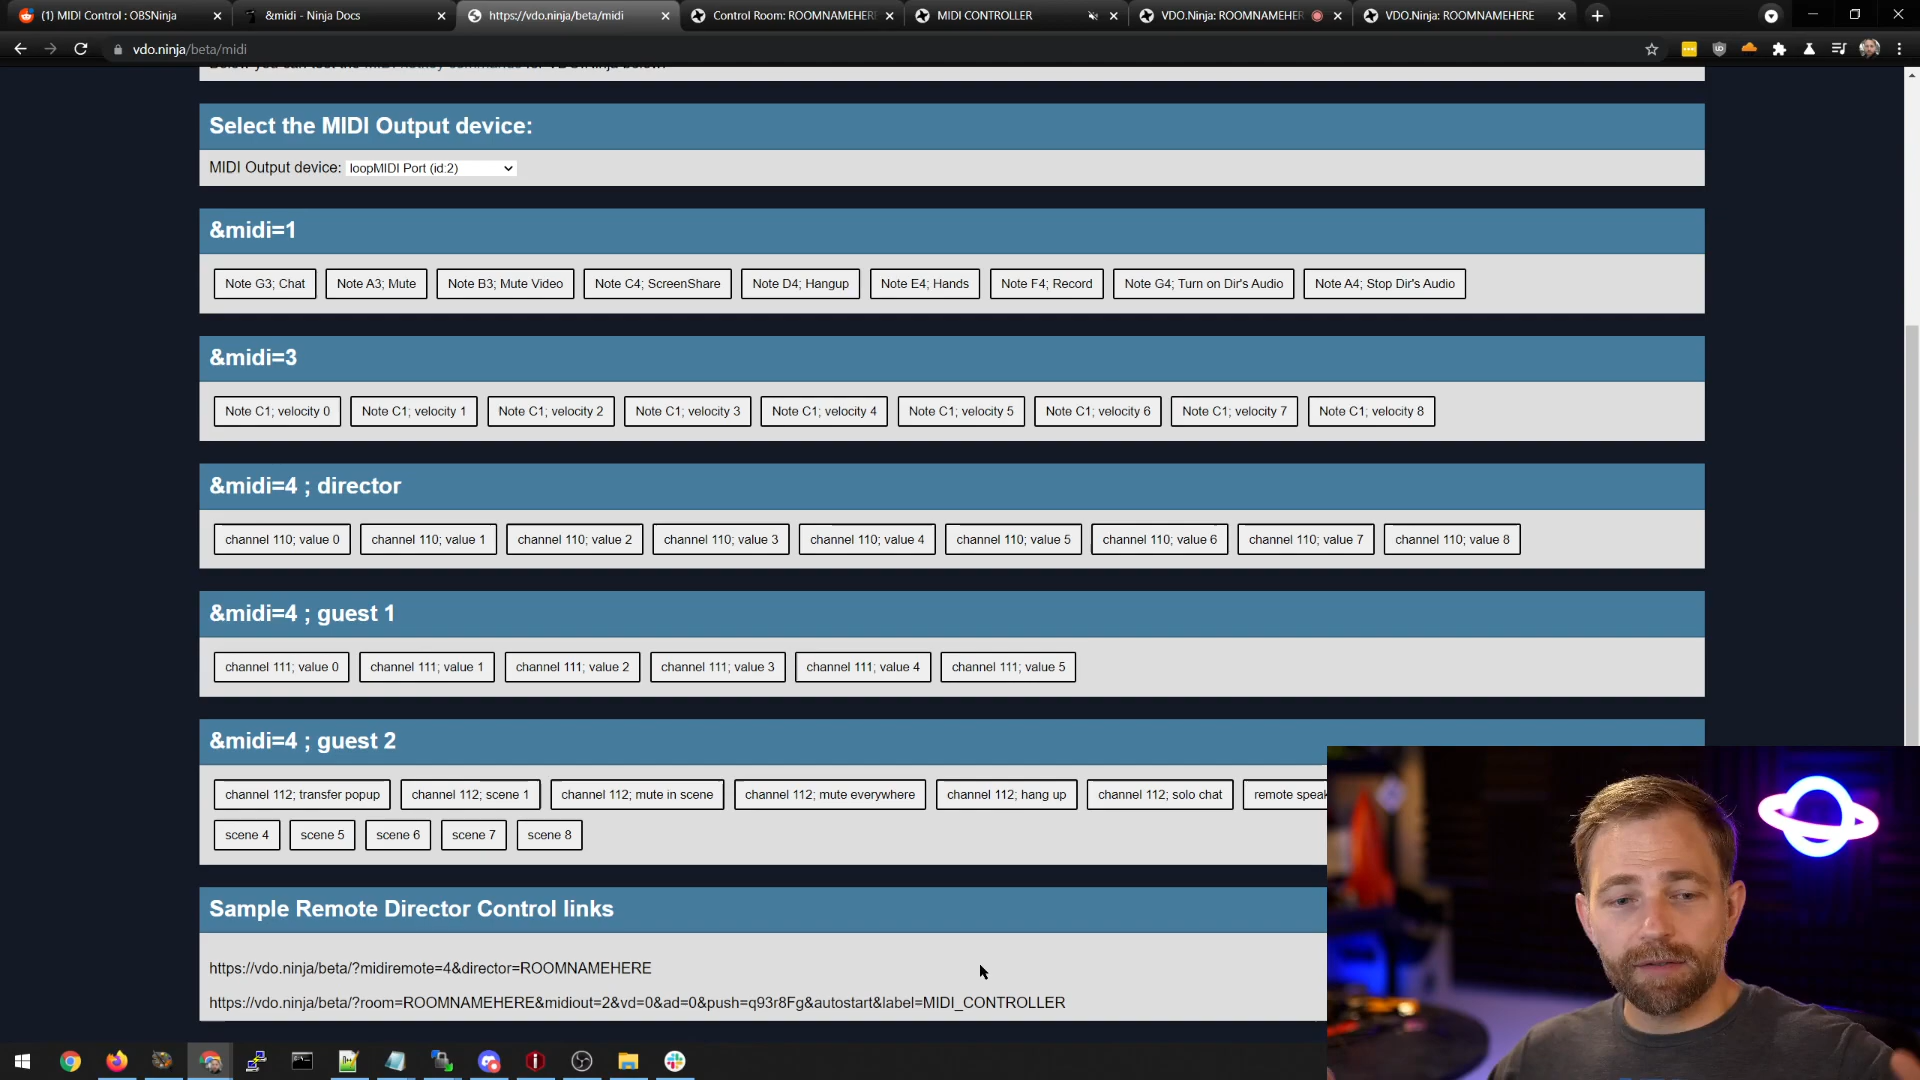 (1) MIDI Control : OBSNinja
&midi - Ninja Docs
https://vdo.ninja/beta/midi
Control Room: ROOMNAMEHERE
MIDI CONTROLLER
VDO.Ninja: ROOMNAMEHER
VDO.Ninja: ROOMNAMEHERE
vdo.ninja/beta/midi
Select the MIDI Output device:
MIDI Output device: loopMIDI Port (id:2)
&midi=1
Note G3; Chat Note A3; Mute Note B3; Mute Video Note C4; ScreenShare Note D4; Hangup Note E4; Hands Note F4; Record Note G4; Turn on Dir's Audio Note A4; Stop Dir's Audio
&midi=3
Note C1; velocity 0 Note C1; velocity 1 Note C1; velocity 2 Note C1; velocity 3 Note C1; velocity 4 Note C1; velocity 5 Note C1; velocity 6 Note C1; velocity 7 Note C1; velocity 8
&midi=4 ; director
channel 110; value 0 channel 110; value 1 channel 110; value 2 channel 110; value 3 channel 110; value 4 channel 110; value 5 channel 110; value 6 channel 110; value 7 channel 110; value 8
&midi=4 ; guest 1
channel 111; value 0 channel 111; value 1 channel 111; value 2 channel 111; value 3 channel 111; value 4 channel 111; value 5
&midi=4 ; guest 2
channel 112; transfer popup channel 112; scene 1 channel 112; mute in scene channel 112; mute everywhere channel 112; hang up channel 112; solo chat remote speak
scene 4 scene 5 scene 6 scene 7 scene 8
Sample Remote Director Control links
https://vdo.ninja/beta/?midiremote=4&director=ROOMNAMEHERE
https://vdo.ninja/beta/?room=ROOMNAMEHERE&midiout=2&vd=0&ad=0&push=q93r8Fg&autostart&label=MIDI_CONTROLLER